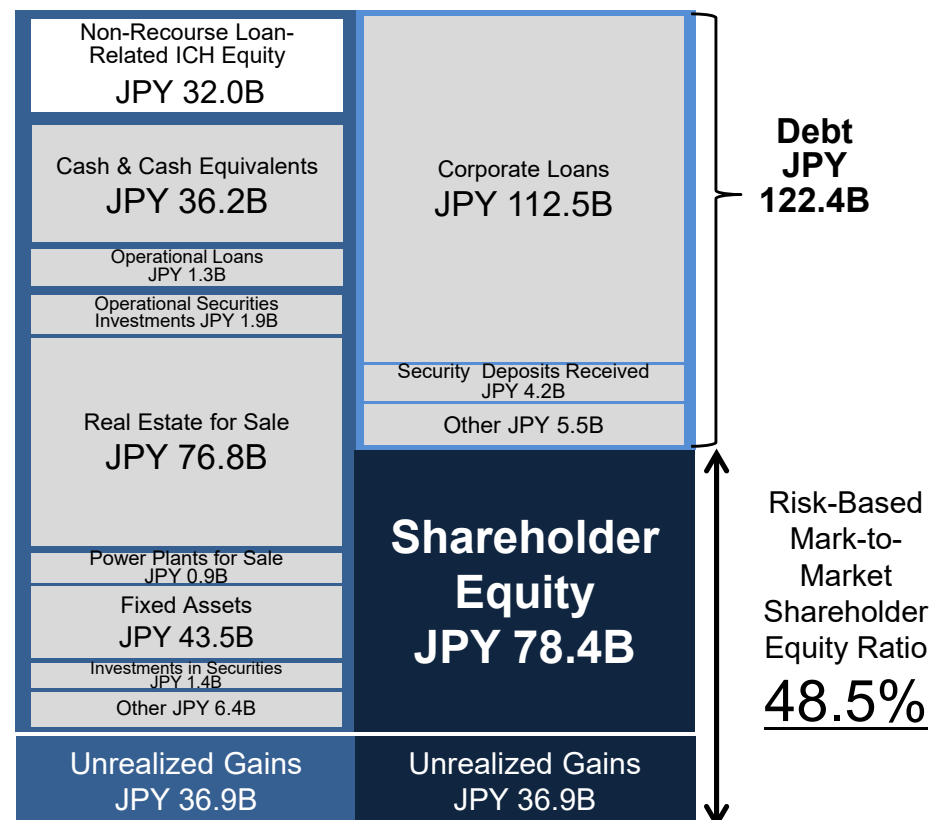 Non-Recourse Loan-
Related ICH Equity
JPY 32.0B
Cash & Cash Equivalents
JPY 36.2B
Operational Loans
JPY 1.3B
Operational Securities
Investments JPY 1.9B
Real Estate for Sale
JPY 76.8B
Power Plants for Sale
JPY 0.9B
Fixed Assets
JPY 43.5B
Investments in Securities
JPY 1.4B
Other JPY 6.4B
Unrealized Gains
JPY 36.9B
Corporate Loans
JPY 112.5B
Security Deposits Received
JPY 4.2B
Other JPY 5.5B
Shareholder
Equity
JPY 78.4B
Unrealized Gains
JPY 36.9B
Debt
JPY
122.4B
Risk-Based
Mark-to-
Market
Shareholder
Equity Ratio
48.5%